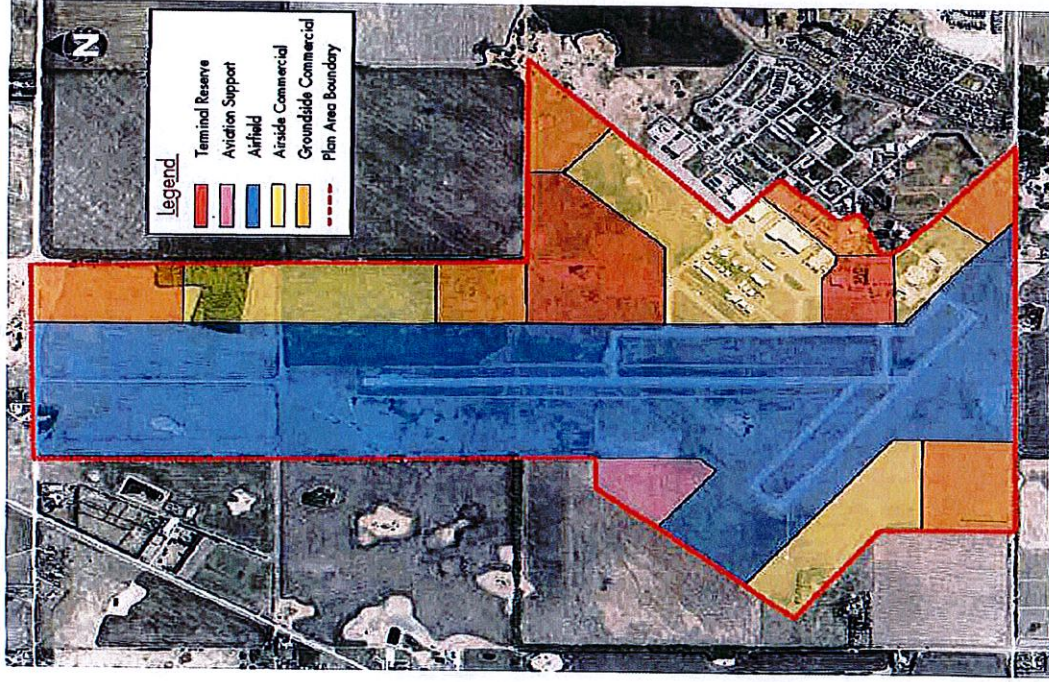 N
Legend
Terminal Reserve
Aviation Support
Airfield
Airside Commercial
Groundside Commercial
Plan Area Boundary